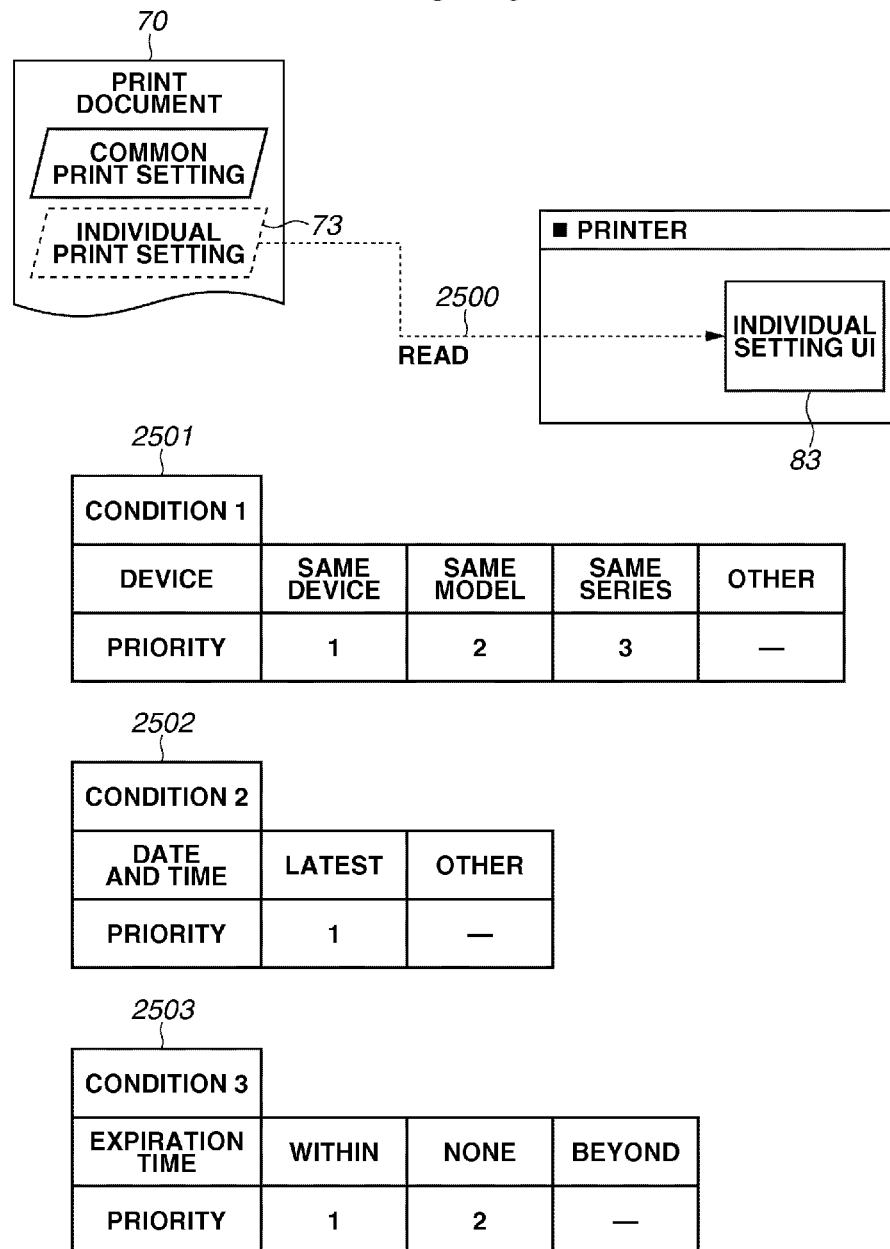 70
PRINT
DOCUMENT
COMMON
PRINT SETTING
INDIVIDUAL
PRINT SETTING
73
■ PRINTER
2500
READ
INDIVIDUAL
SETTING UI
83
2501
CONDITION 1
DEVICE
SAME
DEVICE
SAME
MODEL
SAME
SERIES
OTHER
PRIORITY
1
2
3
—
2502
CONDITION 2
DATE
AND TIME
LATEST
OTHER
PRIORITY
1
—
2503
CONDITION 3
EXPIRATION
TIME
WITHIN
NONE
BEYOND
PRIORITY
1
2
—